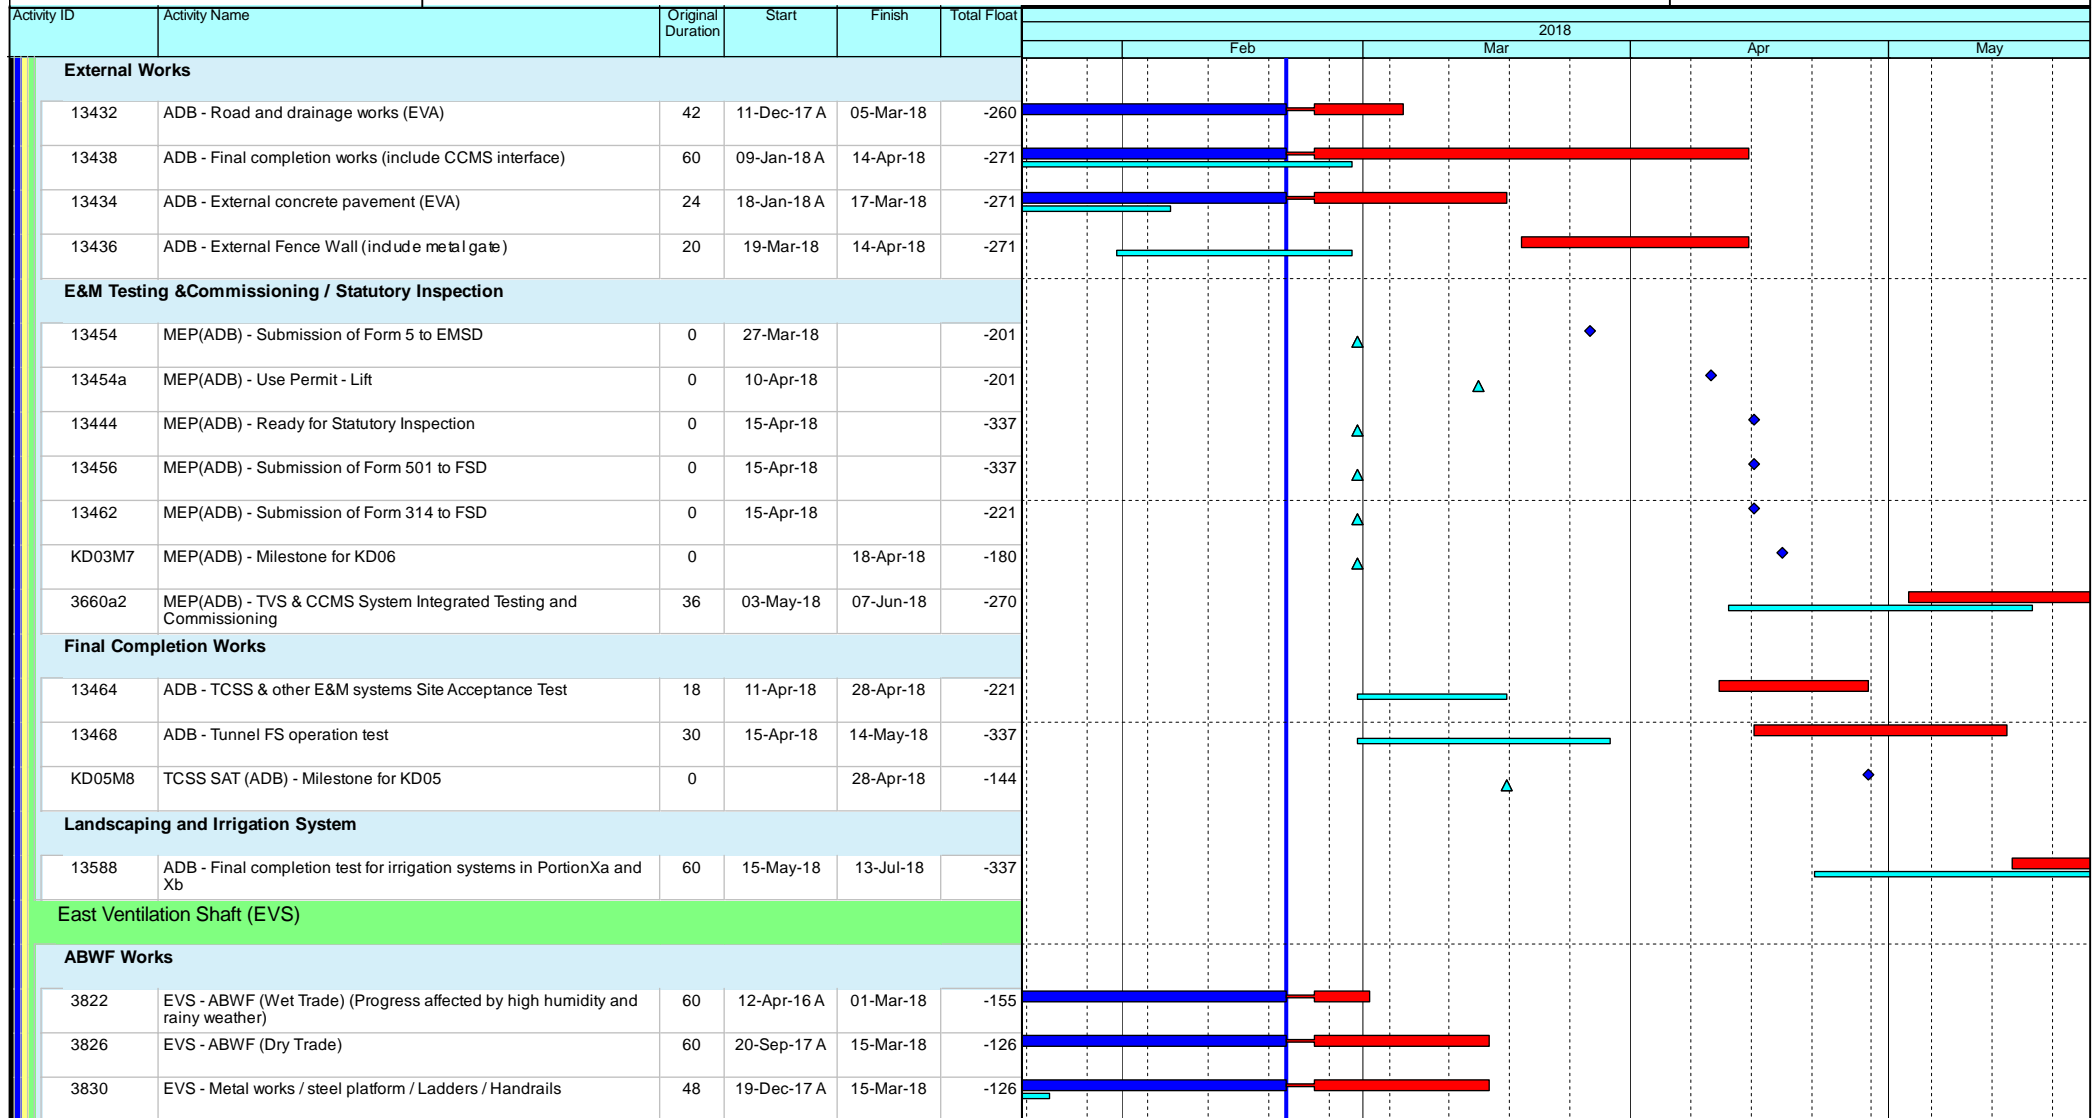 Activity ID Activity Name Original Duration Start Finish Total Float
2018
Feb Mar Apr May
External Works
13432 ADB - Road and drainage works (EVA) 42 11-Dec-17 A 05-Mar-18 -260
13438 ADB - Final completion works (include CCMS interface) 60 09-Jan-18 A 14-Apr-18 -271
13434 ADB - External concrete pavement (EVA) 24 18-Jan-18 A 17-Mar-18 -271
13436 ADB - External Fence Wall (include metal gate) 20 19-Mar-18 14-Apr-18 -271
E&M Testing &Commissioning / Statutory Inspection
13454 MEP(ADB) - Submission of Form 5 to EMSD 0 27-Mar-18 -201
13454a MEP(ADB) - Use Permit - Lift 0 10-Apr-18 -201
13444 MEP(ADB) - Ready for Statutory Inspection 0 15-Apr-18 -337
13456 MEP(ADB) - Submission of Form 501 to FSD 0 15-Apr-18 -337
13462 MEP(ADB) - Submission of Form 314 to FSD 0 15-Apr-18 -221
KD03M7 MEP(ADB) - Milestone for KD06 0 18-Apr-18 -180
3660a2 MEP(ADB) - TVS & CCMS System Integrated Testing and 36 03-May-18 07-Jun-18 -270
Commissioning
Final Completion Works
13464 ADB - TCSS & other E&M systems Site Acceptance Test 18 11-Apr-18 28-Apr-18 -221
13468 ADB - Tunnel FS operation test 30 15-Apr-18 14-May-18 -337
KD05M8 TCSS SAT (ADB) - Milestone for KD05 0 28-Apr-18 -144
Landscaping and Irrigation System
13588 ADB - Final completion test for irrigation systems in PortionXa and 60 15-May-18 13-Jul-18 -337
Xb
East Ventilation Shaft (EVS)
ABWF Works
3822 EVS - ABWF (Wet Trade) (Progress affected by high humidity and 60 12-Apr-16 A 01-Mar-18 -155
rainy weather)
3826 EVS - ABWF (Dry Trade) 60 20-Sep-17 A 15-Mar-18 -126
3830 EVS - Metal works / steel platform / Ladders / Handrails 48 19-Dec-17 A 15-Mar-18 -126